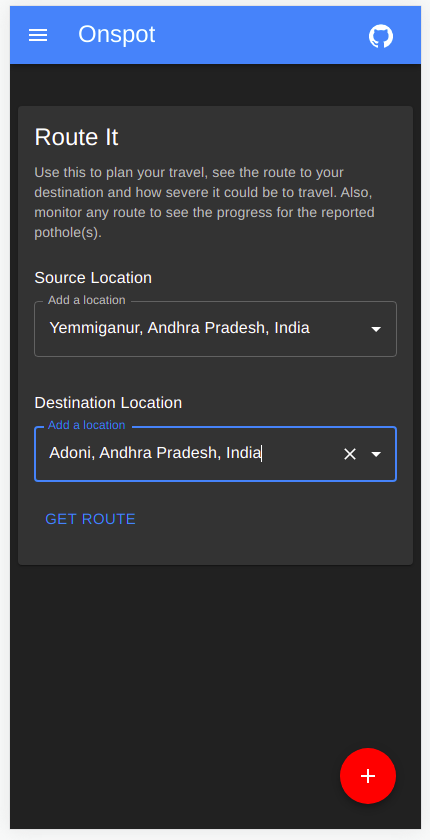 Onspot
Route It
Use this to plan your travel, see the route to your
destination and how severe it could be to travel. Also,
monitor any route to see the progress for the reported
pothole(s).
Source Location
Add a location
Yemmiganur, Andhra Pradesh, India
Destination Location
Add a location
Adoni, Andhra Pradesh, India
GET ROUTE